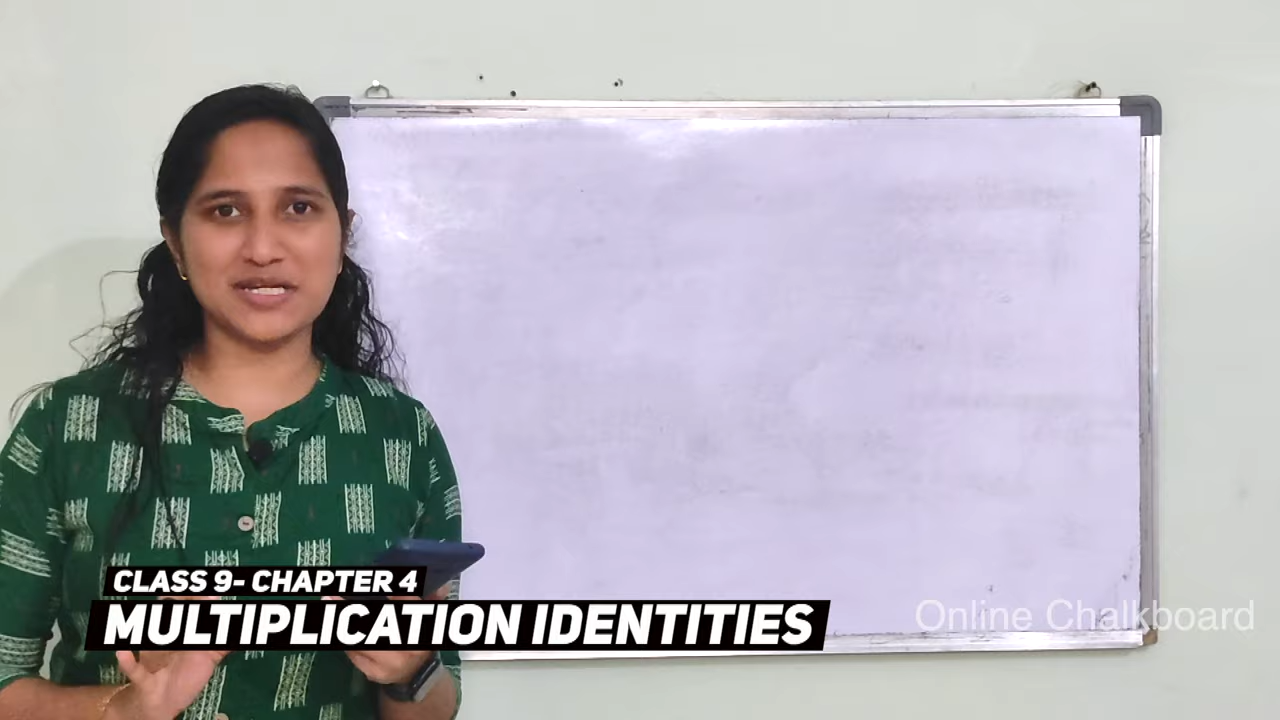 CLASS 9- CHAPTER 4
MULTIPLICATION IDENTITIES
Online Chalkboard